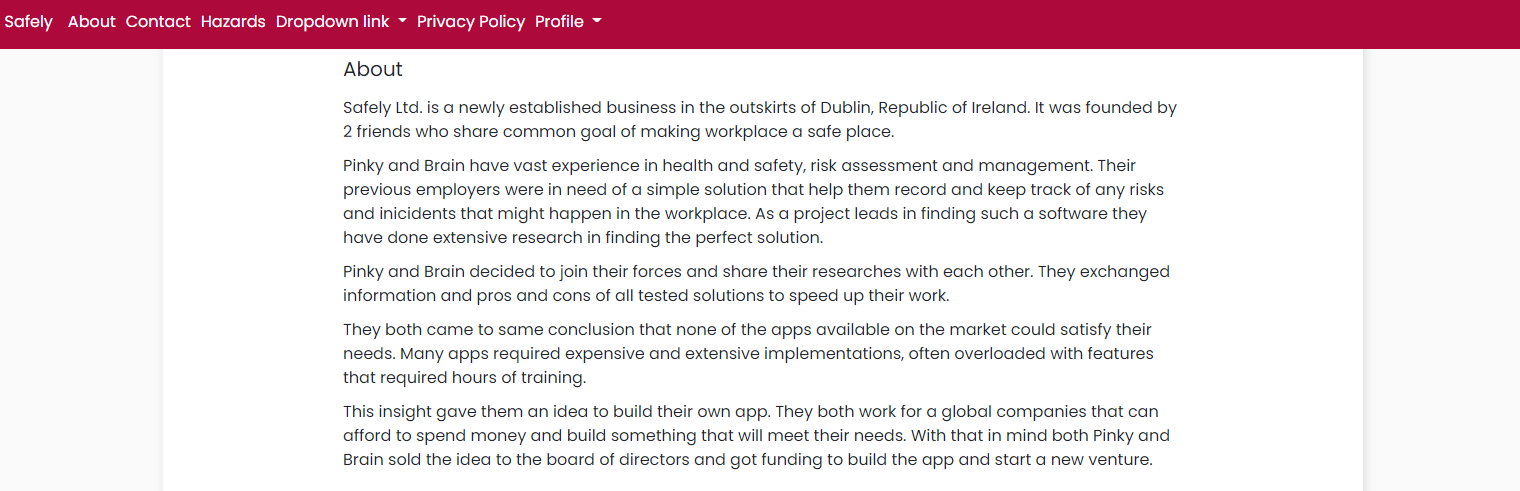 Safely About Contact Hazards Dropdown link Privacy Policy Profile
About
Safely Ltd. is a newly established business in the outskirts of Dublin, Republic of Ireland. It was founded by
2 friends who share common goal of making workplace a safe place.
Pinky and Brain have vast experience in health and safety, risk assessment and management. Their
previous employers were in need of a simple solution that help them record and keep track of any risks
and inicidents that might happen in the workplace. As a project leads in finding such a software they
have done extensive research in finding the perfect solution.
Pinky and Brain decided to join their forces and share their researches with each other. They exchanged
information and pros and cons of all tested solutions to speed up their work.
They both came to same conclusion that none of the apps available on the market could satisfy their
needs. Many apps required expensive and extensive implementations, often overloaded with features
that required hours of training.
This insight gave them an idea to build their own app. They both work for a global companies that can
afford to spend money and build something that will meet their needs. With that in mind both Pinky and
Brain sold the idea to the board of directors and got funding to build the app and start a new venture.